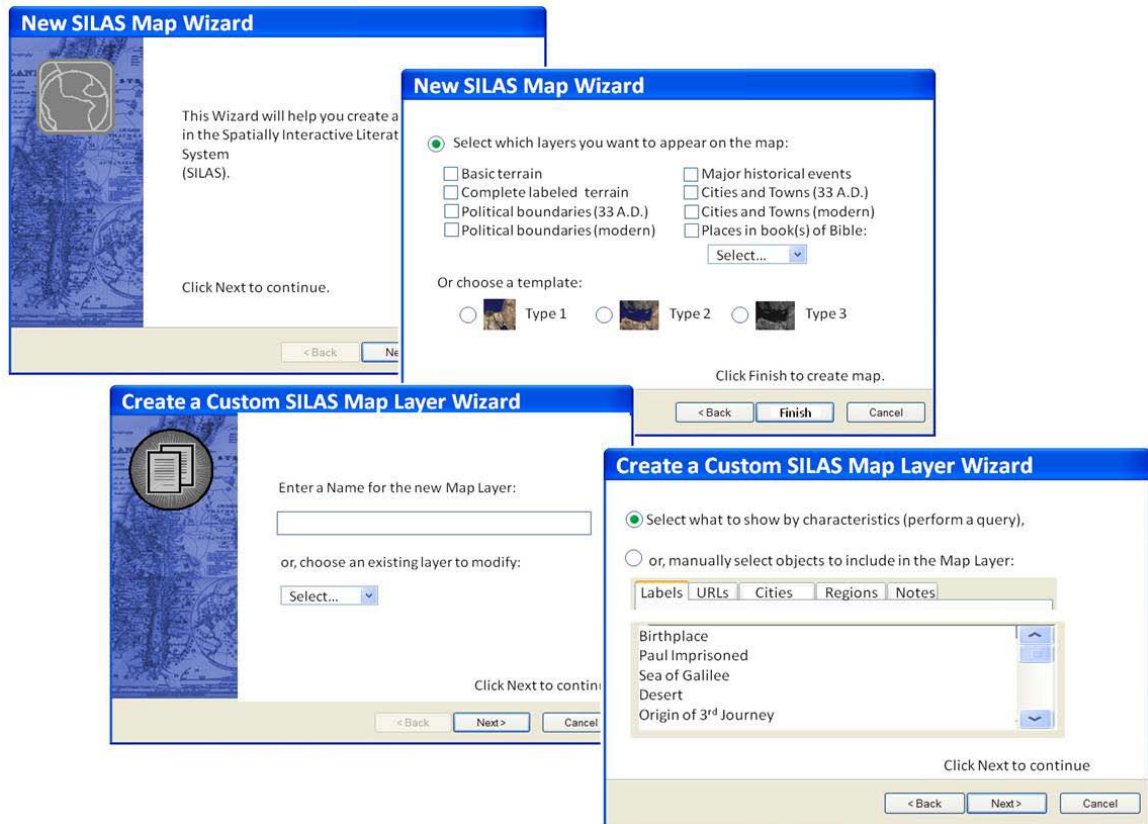 New SILAS Map Wizard
This Wizard will help you create a
in the Spatially Interactive Literat
System
(SILAS).
Click Next to continue.
< Back
New SILAS Map Wizard
Select which layers you want to appear on the map:
Basic terrain
Complete labeled terrain
Political boundaries (33 A.D.)
Political boundaries (modern)
Major historical events
Cities and Towns (33 A.D.)
Cities and Towns (modern)
Places in book(s) of Bible:
Select...
Or choose a template:
Type 1 Type 2 Type 3
Click Finish to create map.
< Back Finish Cancel
Create a Custom SILAS Map Layer Wizard
Enter a Name for the new Map Layer:
or, choose an existing layer to modify:
Select...
Click Next to contin
< Back Next > Cancel
Create a Custom SILAS Map Layer Wizard
Select what to show by characteristics (perform a query),
or, manually select objects to include in the Map Layer:
Labels URLs Cities Regions Notes
Birthplace
Paul Imprisoned
Sea of Galilee
Desert
Origin of 3rd Journey
Click Next to continue
< Back Next > Cancel